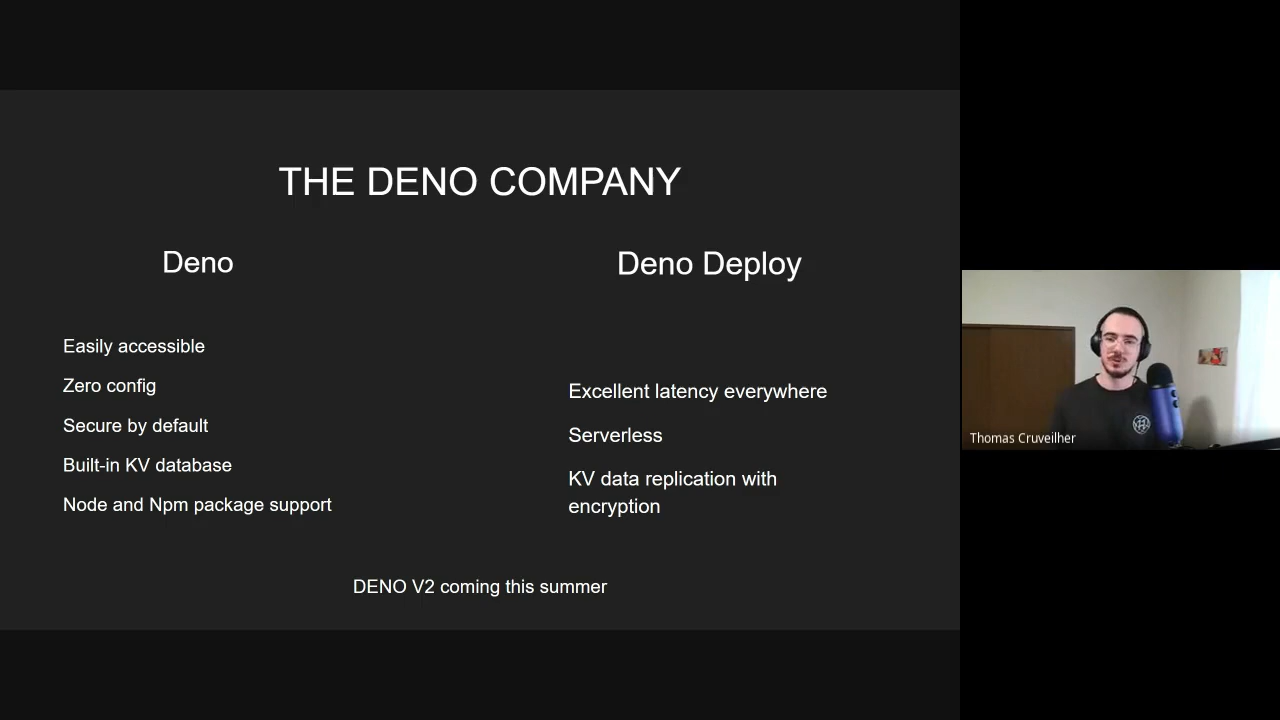 THE DENO COMPANY
Deno
Easily accessible
Zero config
Secure by default
Built-in KV database
Node and Npm package support
Deno Deploy
Excellent latency everywhere
Serverless
KV data replication with
encryption
DENO V2 coming this summer
Thomas Cruveilher